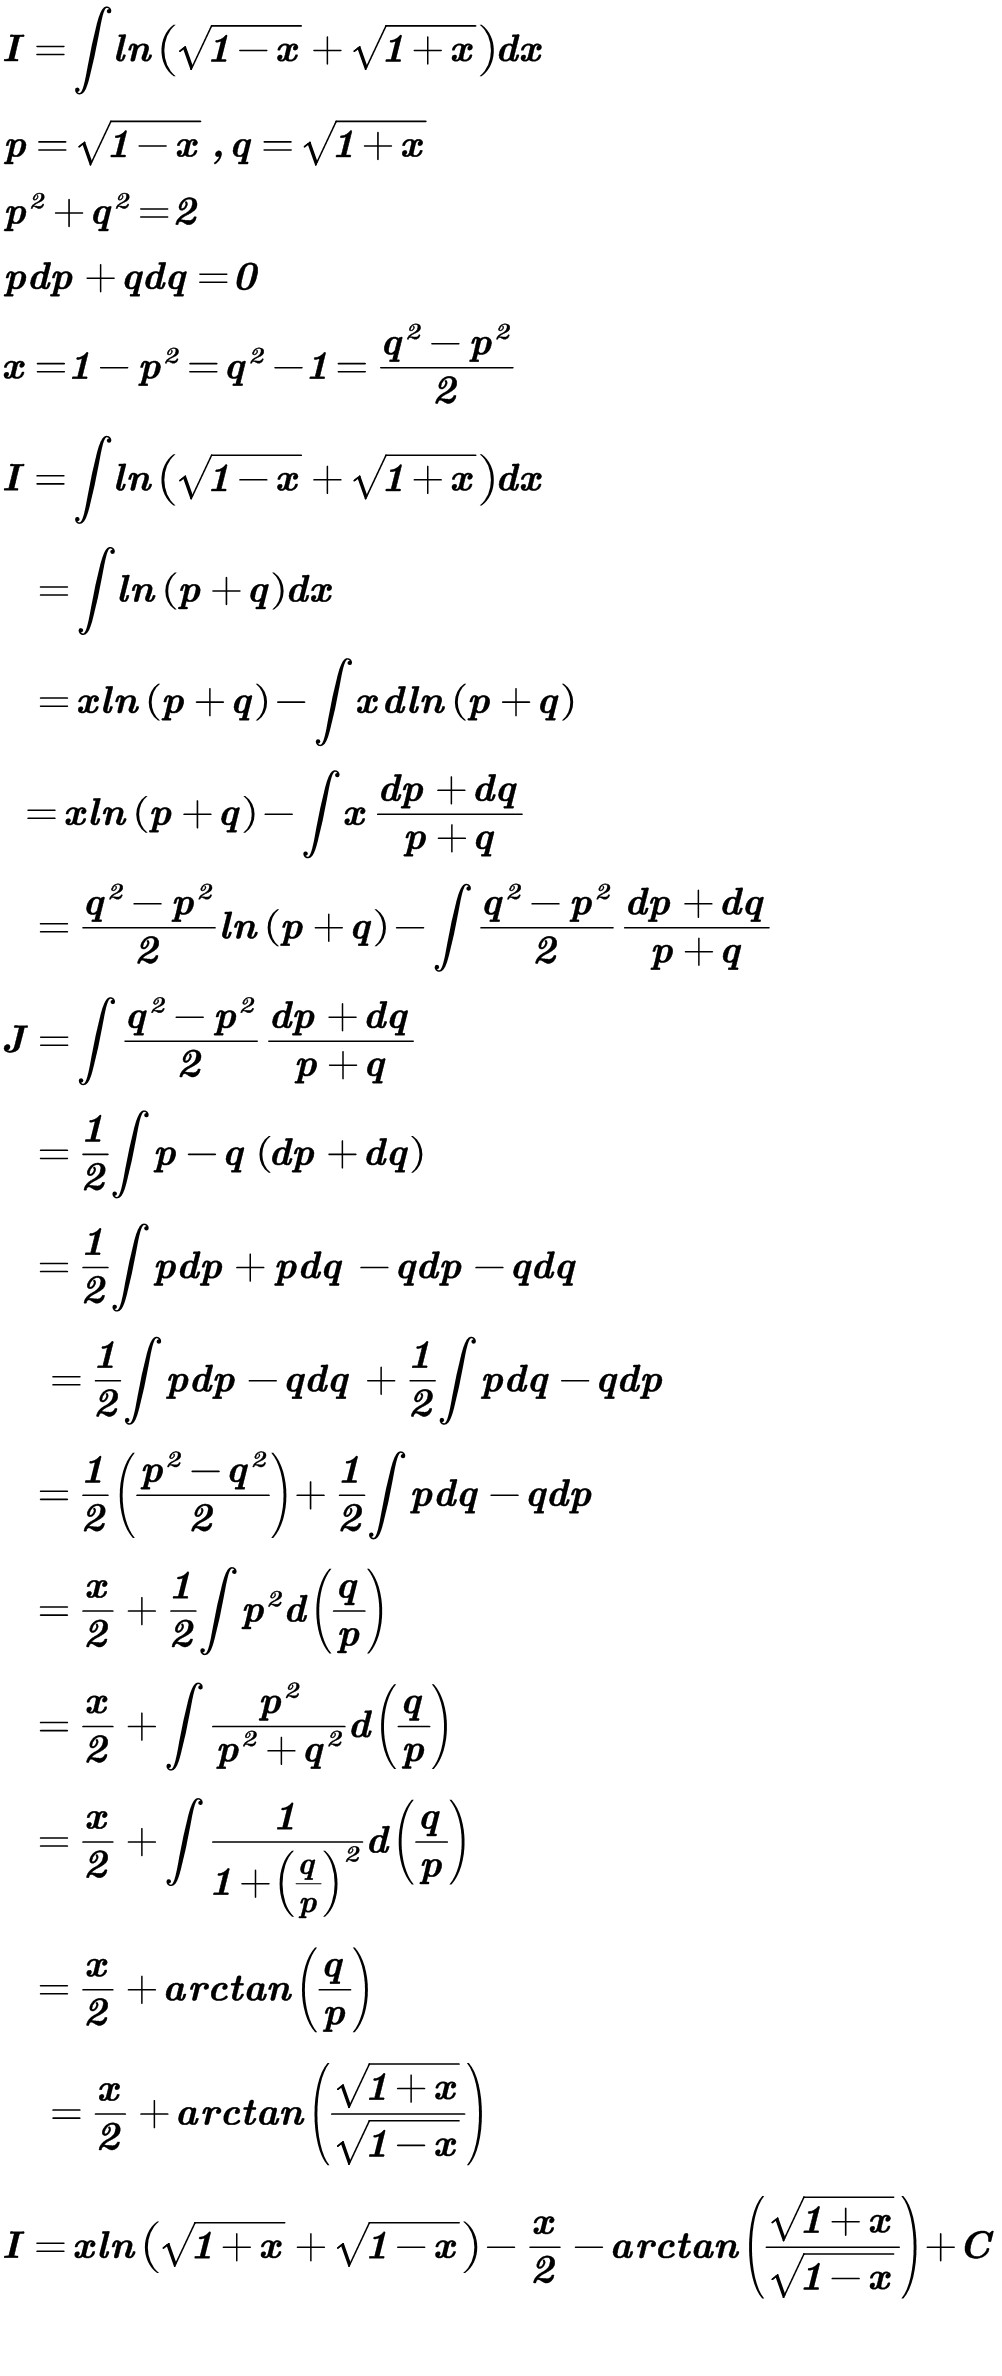 I = ∫ ln(√(1 − x) + √(1 + x))dx
p = √(1 − x) , q = √(1 + x)
p² + q² = 2
pdp + qdq = 0
x = 1 − p² = q² − 1 = (q² − p²)/2
I = ∫ ln(√(1 − x) + √(1 + x))dx
= ∫ ln(p + q)dx
= xln(p + q) − ∫ xdln(p + q)
= xln(p + q) − ∫ x (dp + dq)/(p + q)
= (q² − p²)/2 ln(p + q) − ∫ (q² − p²)/2 (dp + dq)/(p + q)
J = ∫ (q² − p²)/2 (dp + dq)/(p + q)
= 1/2 ∫ p − q (dp + dq)
= 1/2 ∫ pdp + pdq − qdp − qdq
= 1/2 ∫ pdp − qdq + 1/2 ∫ pdq − qdp
= 1/2 ((p² − q²)/2) + 1/2 ∫ pdq − qdp
= x/2 + 1/2 ∫ p²d(q/p)
= x/2 + ∫ p²/(p² + q²) d(q/p)
= x/2 + ∫ 1/(1 + (q/p)²) d(q/p)
= x/2 + arctan(q/p)
= x/2 + arctan(√(1 + x)/√(1 − x))
I = xln(√(1 + x) + √(1 − x)) − x/2 − arctan(√(1 + x)/√(1 − x)) + C